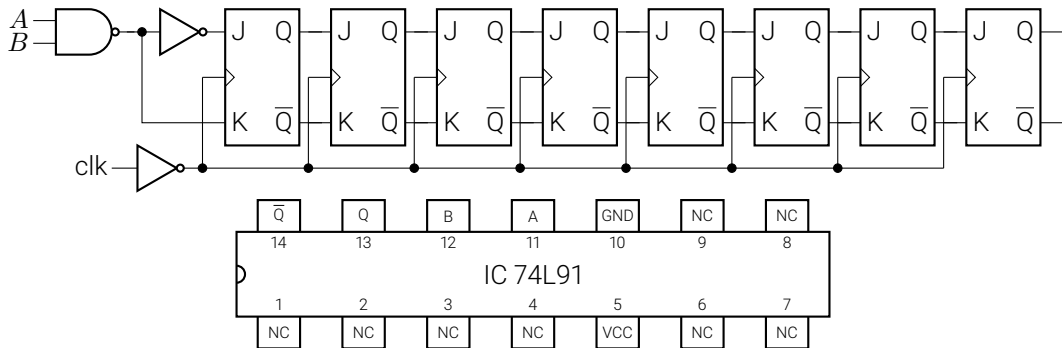 A
B
J Q J Q J Q J Q J Q J Q J Q J Q
K Q̅ K Q̅ K Q̅ K Q̅ K Q̅ K Q̅ K Q̅ K Q̅
clk
Q̅ Q B A GND NC NC
14 13 12 11 10 9 8
IC 74L91
1 2 3 4 5 6 7
NC NC NC NC VCC NC NC